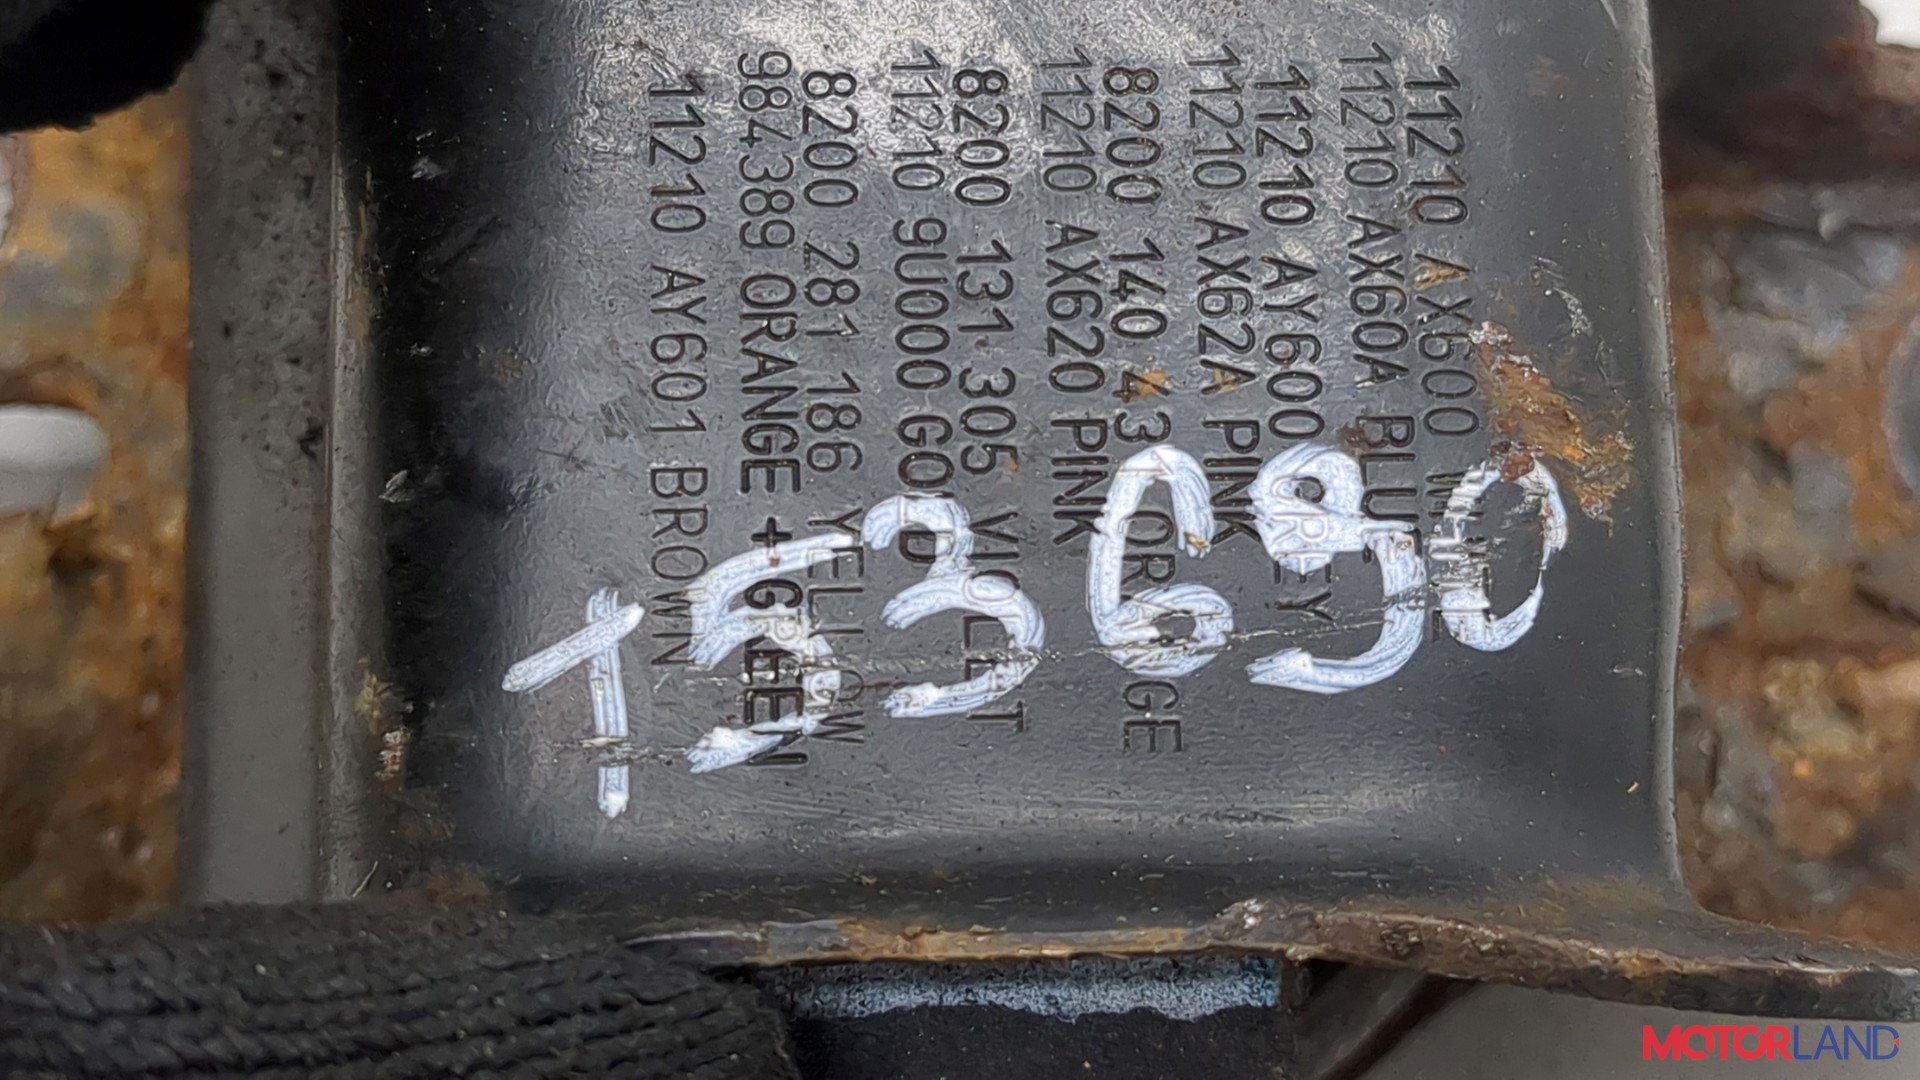 11210 AX600 WHITE
11210 AX60A BLUE
11210 AY600 GREY
11210 AX62A PINK
8200 140 431 ORANGE
11210 AX620 PINK
8200 131 305 VIOLET
11210 9U000 GOLD
8200 281 186 YELLOW
984389 ORANGE + GREEN
11210 AY601 BROWN
153690
MOTORLAND